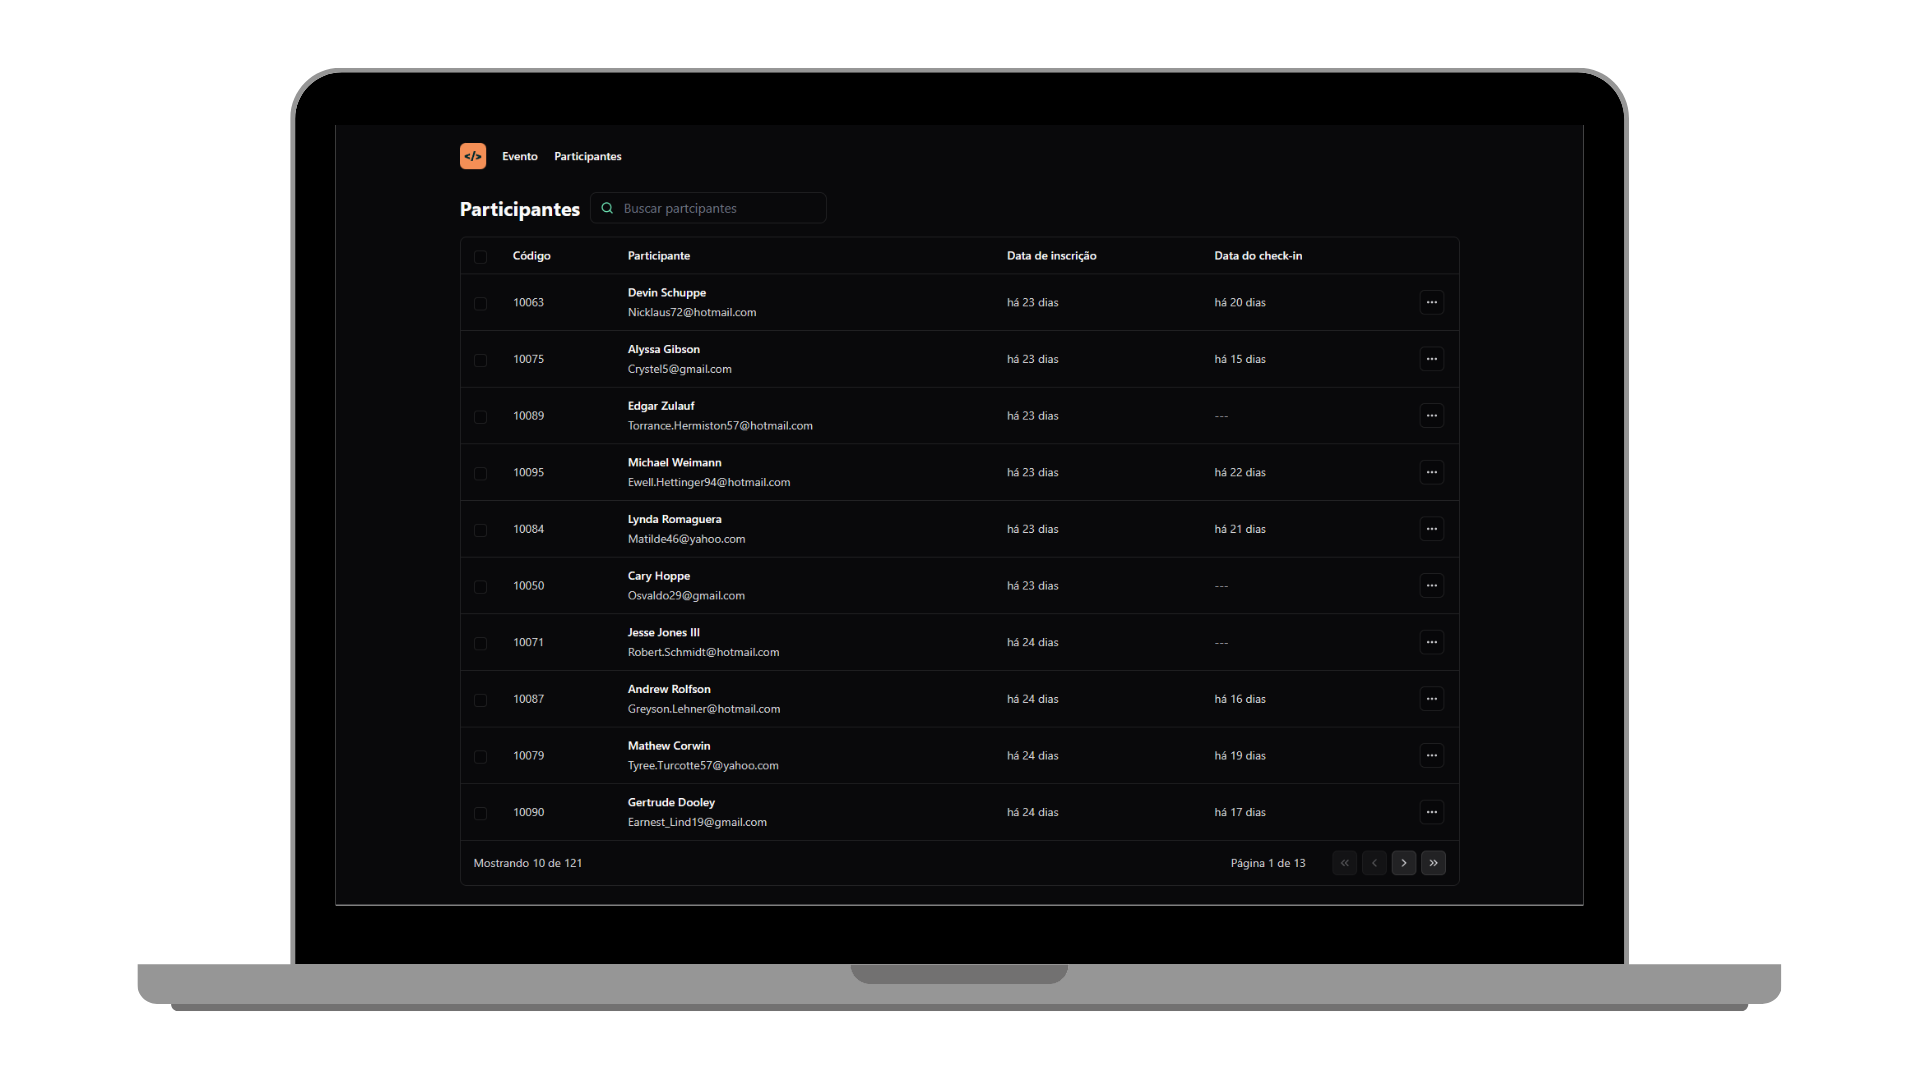 </> Evento Participantes
Participantes Buscar partcipantes
Código Participante Data de inscrição Data do check-in
10063 Devin Schuppe há 23 dias há 20 dias
Nicklaus72@hotmail.com
10075 Alyssa Gibson há 23 dias há 15 dias
Crystel5@gmail.com
10089 Edgar Zulauf há 23 dias ---
Torrance.Hermiston57@hotmail.com
10095 Michael Weimann há 23 dias há 22 dias
Ewell.Hettinger94@hotmail.com
10084 Lynda Romaguera há 23 dias há 21 dias
Matilde46@yahoo.com
10050 Cary Hoppe há 23 dias ---
Osvaldo29@gmail.com
10071 Jesse Jones III há 24 dias ---
Robert.Schmidt@hotmail.com
10087 Andrew Rolfson há 24 dias há 16 dias
Greyson.Lehner@hotmail.com
10079 Mathew Corwin há 24 dias há 19 dias
Tyree.Turcotte57@yahoo.com
10090 Gertrude Dooley há 24 dias há 17 dias
Earnest_Lind19@gmail.com
Mostrando 10 de 121 Página 1 de 13